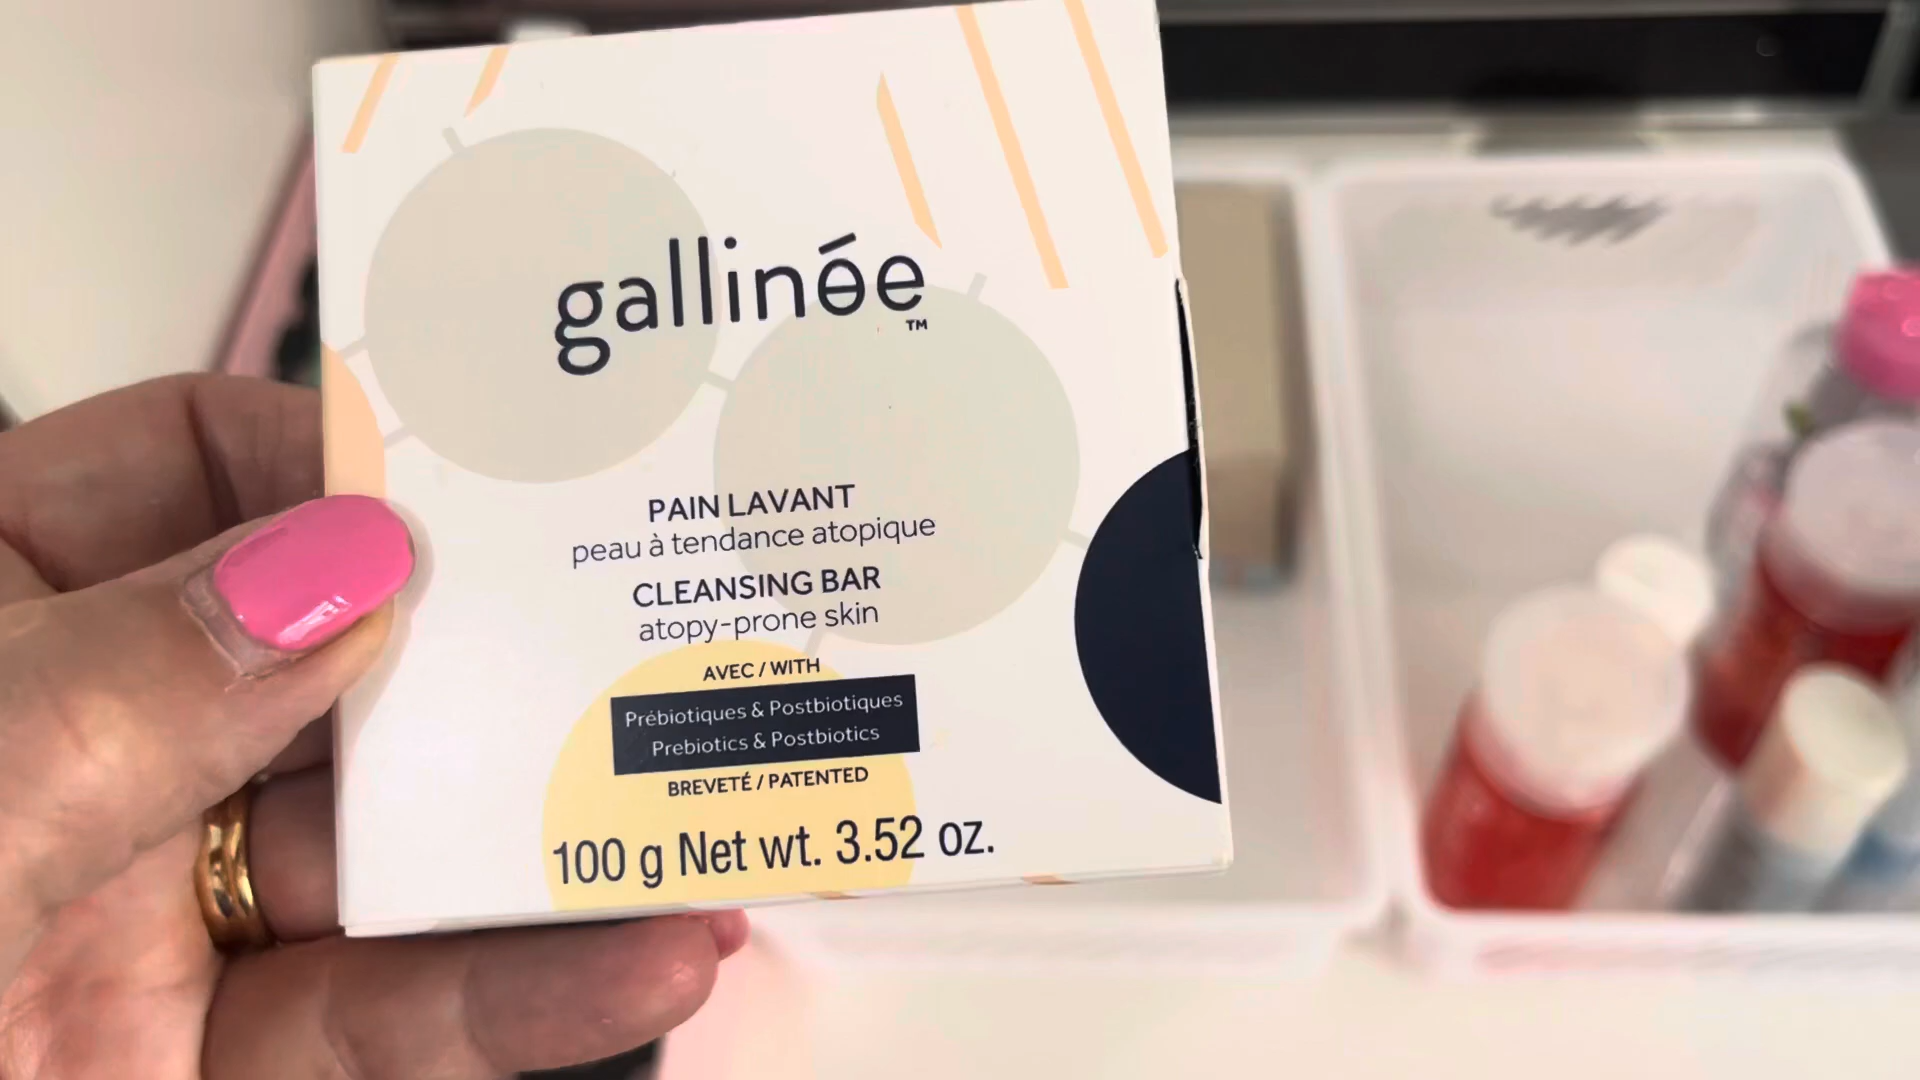 gallinée
TM
PAIN LAVANT
peau à tendance atopique
CLEANSING BAR
atopy-prone skin
AVEC / WITH
Prébiotiques & Postbiotiques
Prebiotics & Postbiotics
BREVETÉ / PATENTED
100 g Net wt. 3.52 oz.